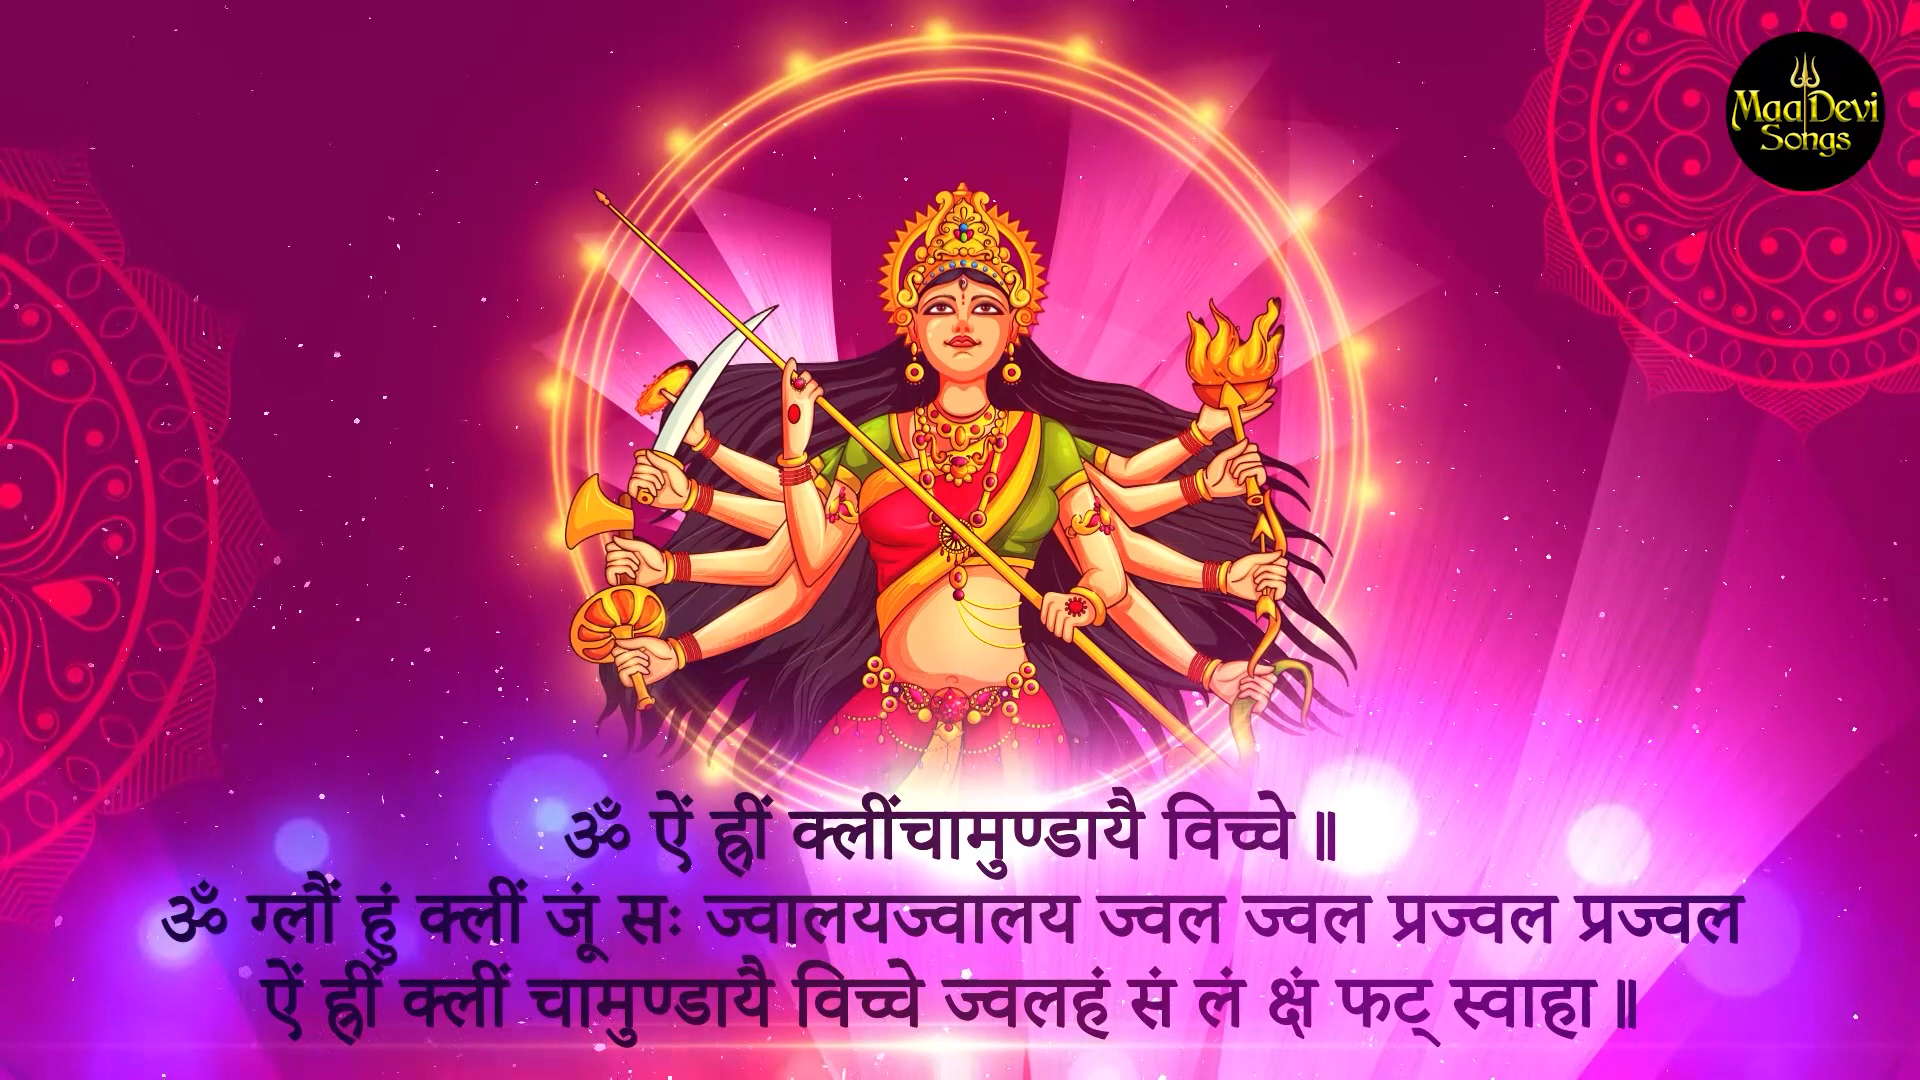 Maa Devi
Songs
ॐ ऐं ह्रीं क्लींचामुण्डायै विच्चे॥
ॐ ग्लौं हुं क्लीं जूं सः ज्वालयज्वालय ज्वल ज्वल प्रज्वल प्रज्वल
ऐं ह्रीं क्लीं चामुण्डायै विच्चे ज्वलहं सं लं क्षं फट् स्वाहा॥